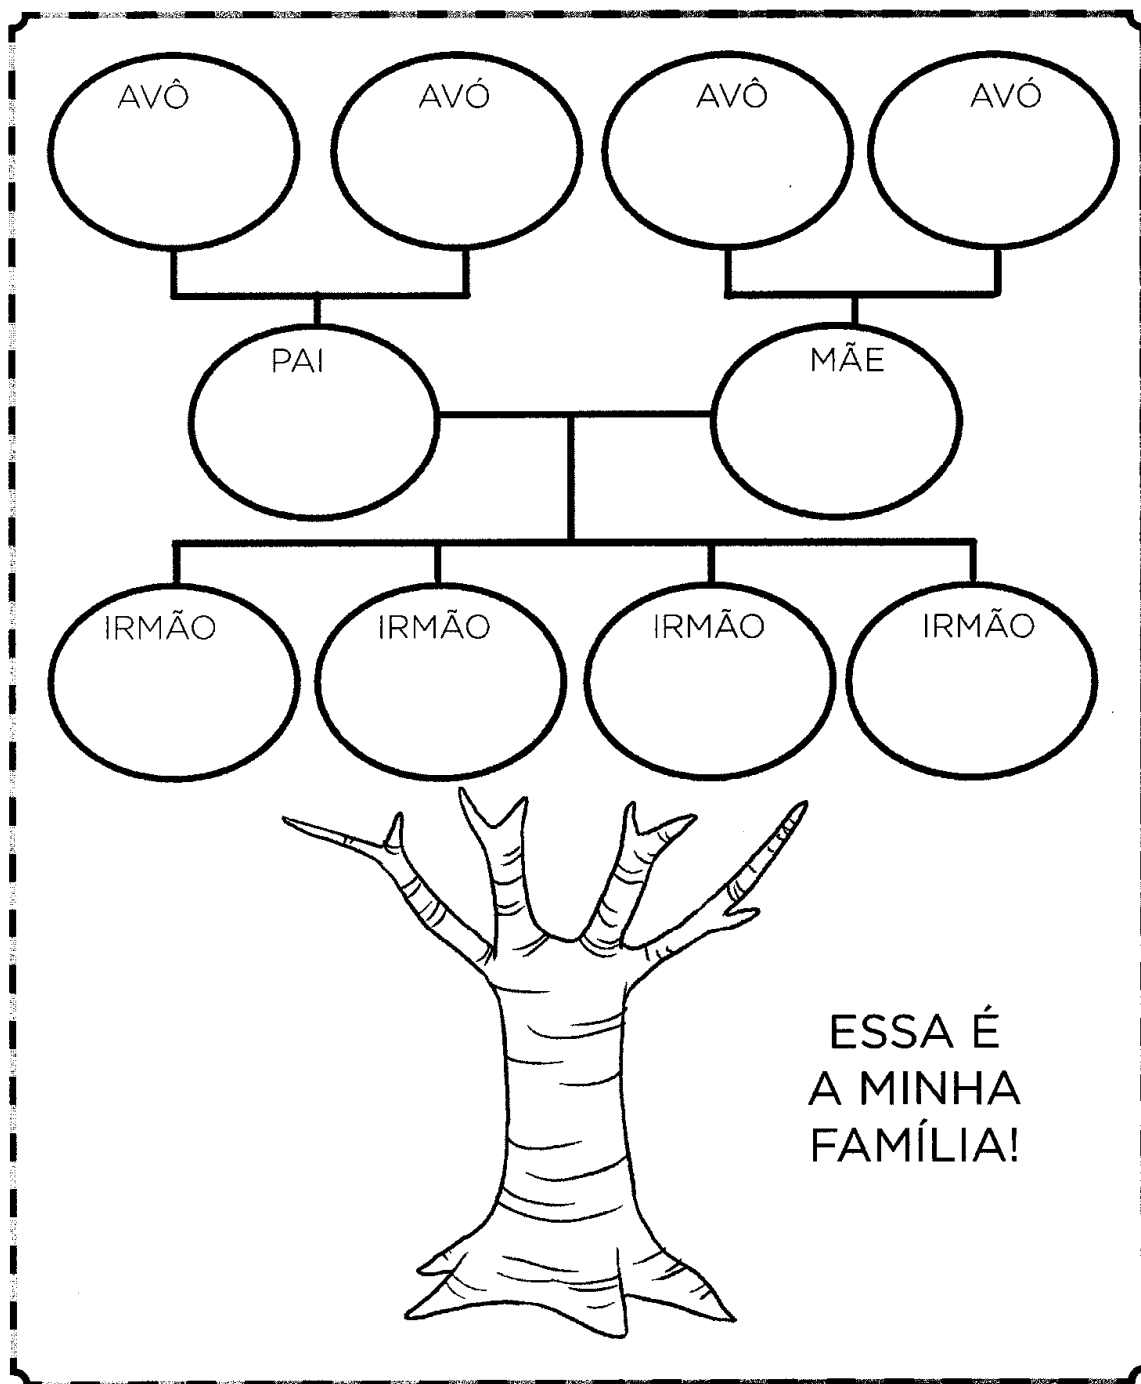 AVÔ AVÓ AVÔ AVÓ
PAI MÃE
IRMÃO IRMÃO IRMÃO IRMÃO
ESSA É
A MINHA
FAMÍLIA!